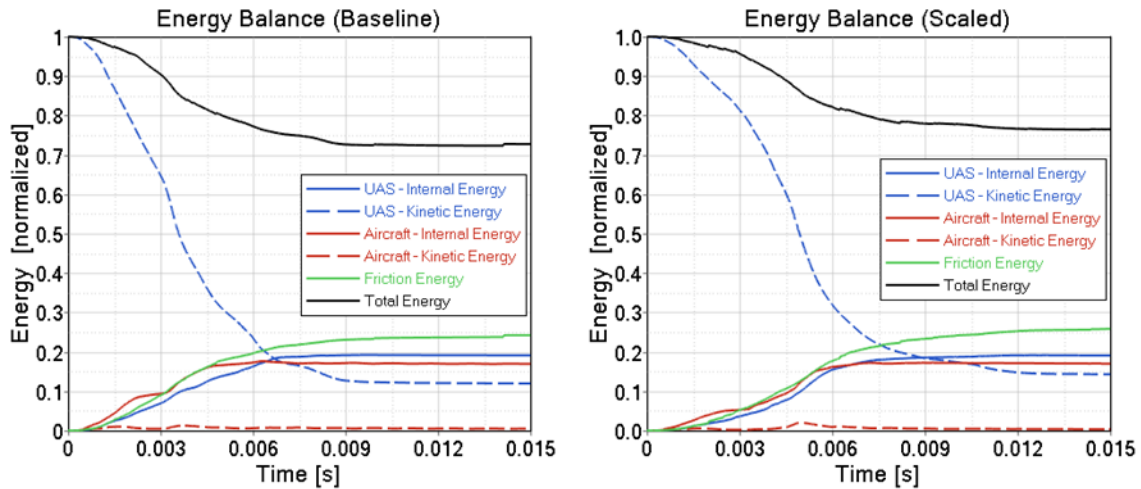 Energy Balance (Baseline)
1
0.9
0.8
0.7
0.6
0.5
0.4
0.3
0.2
0.1
0.0
Energy [normalized]
UAS - Internal Energy
UAS - Kinetic Energy
Aircraft - Internal Energy
Aircraft - Kinetic Energy
Friction Energy
Total Energy
0 0.003 0.006 0.009 0.012 0.015
Time [s]
Energy Balance (Scaled)
1.0
0.9
0.8
0.7
0.6
0.5
0.4
0.3
0.2
0.1
0.0
Energy [normalized]
UAS - Internal Energy
UAS - Kinetic Energy
Aircraft - Internal Energy
Aircraft - Kinetic Energy
Friction Energy
Total Energy
0 0.003 0.006 0.009 0.012 0.015
Time [s]